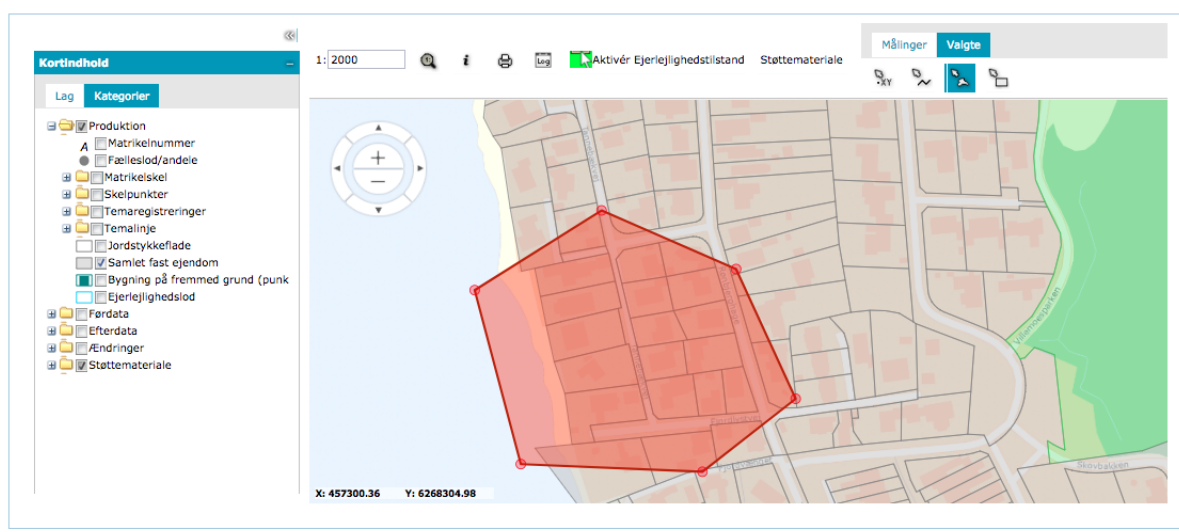 Kortindhold
Lag Kategorier
Produktion
A Matrikelnummer
Fælleslod/andele
Matrikelskel
Skelpunkter
Temaregistreringer
Temalinje
Jordstykkeflade
Samlet fast ejendom
Bygning på fremmed grund (punk
Ejerlejlighedslod
Førdata
Efterdata
Ændringer
Støttemateriale
1: 2000
i
Log
Aktivér Ejerlejlighedstilstand
Støttemateriale
Målinger Valgte
XY
Villemoesparken
Skovbakken
X: 457300.36 Y: 6268304.98